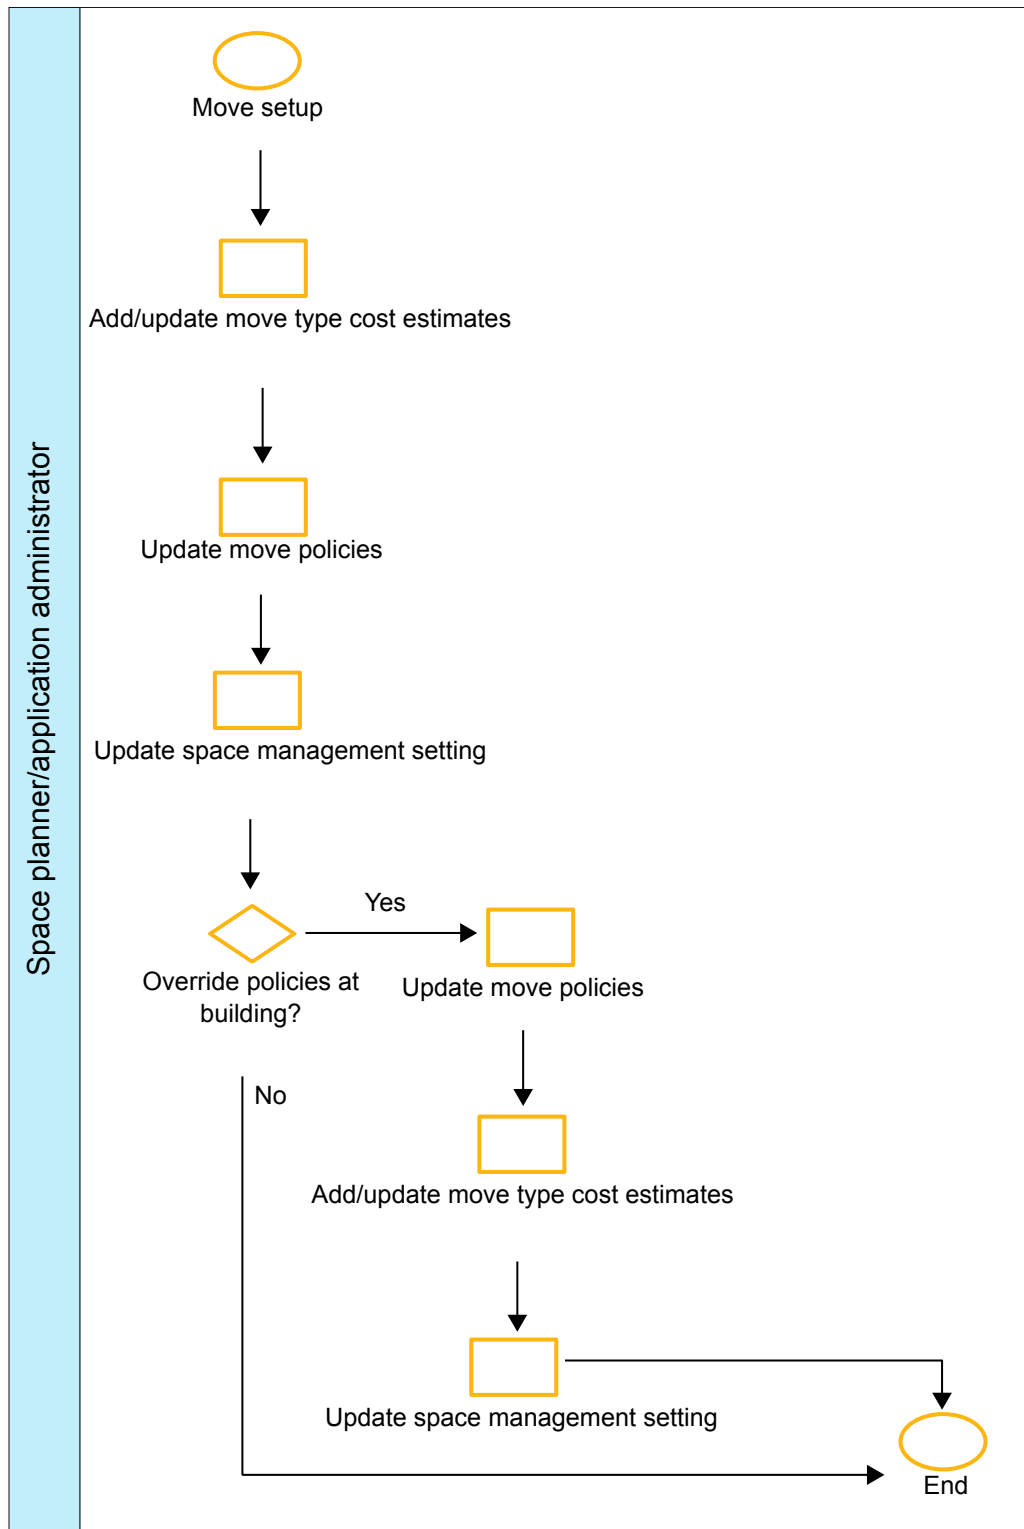 Space planner/application administrator
Move setup
Add/update move type cost estimates
Update move policies
Update space management setting
Override policies at
building?
Yes
Update move policies
No
Add/update move type cost estimates
Update space management setting
End